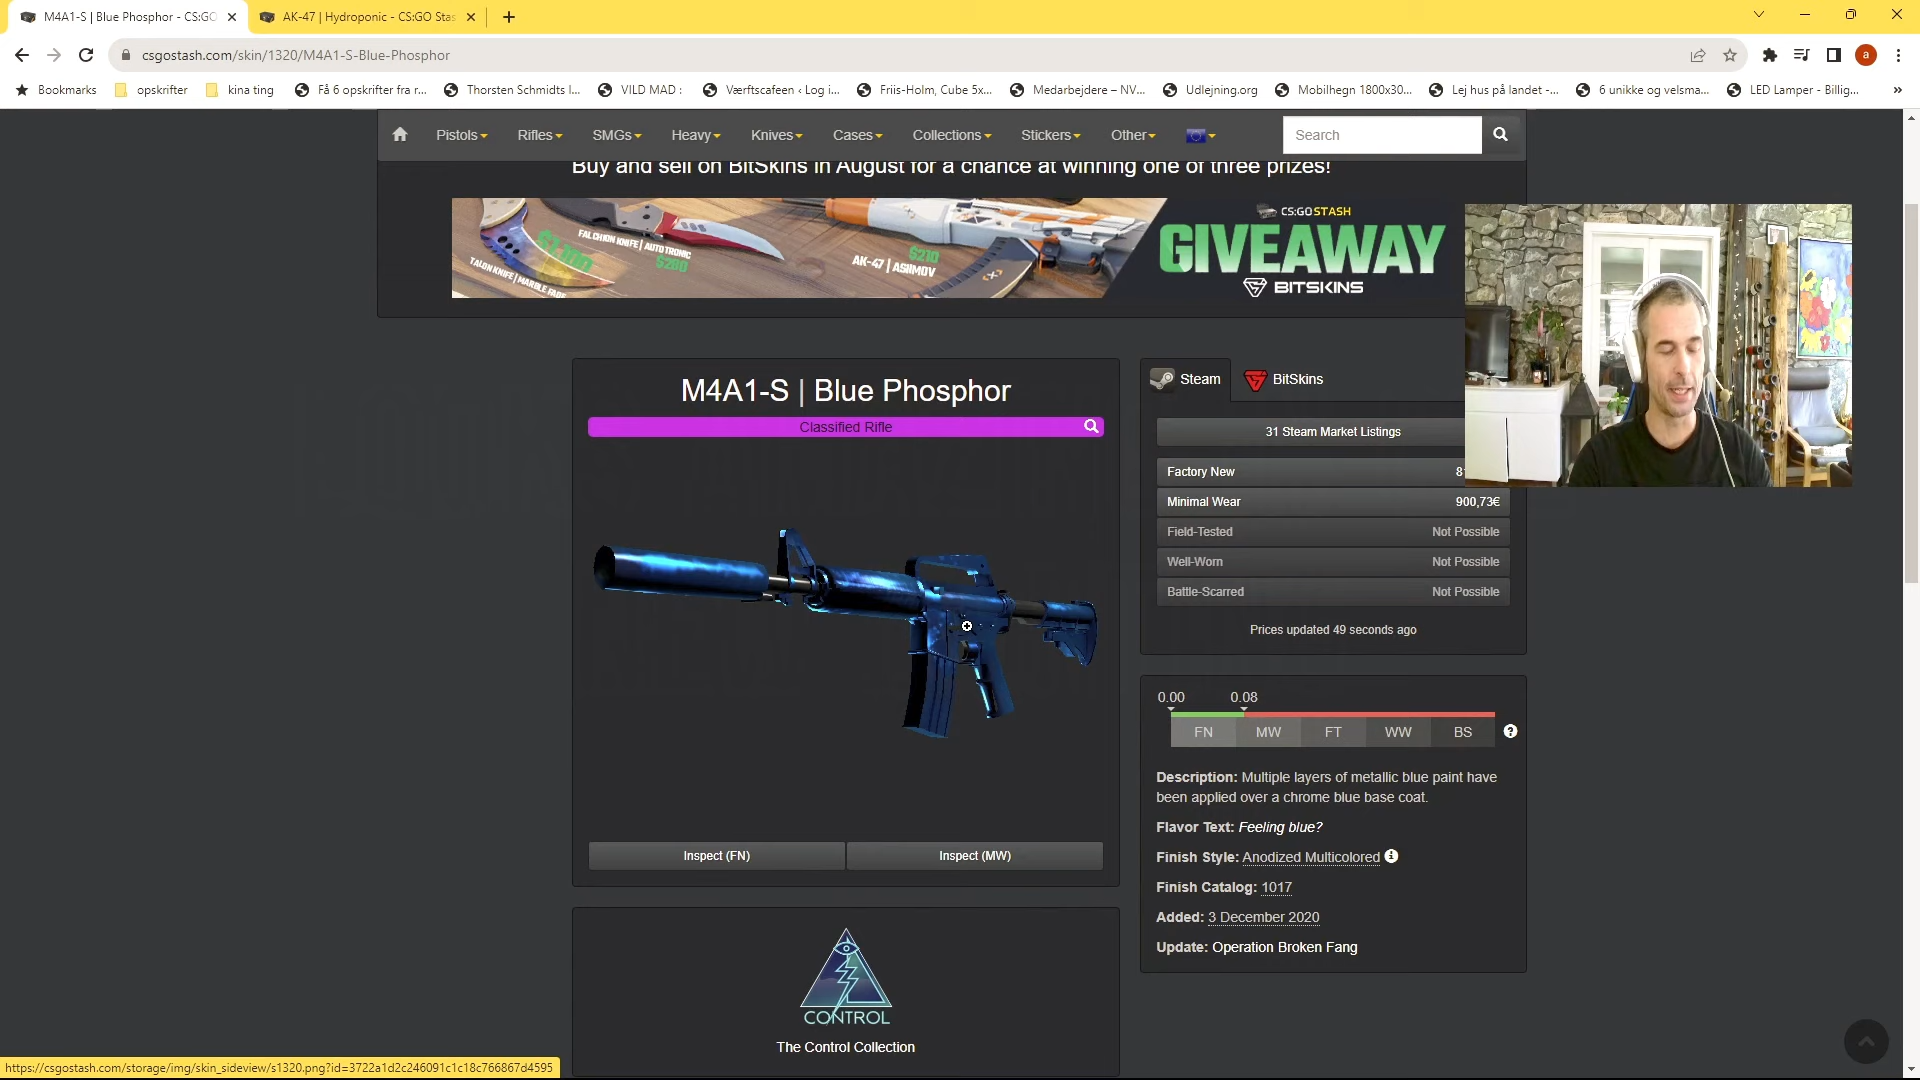 M4A1-S | Blue Phosphor - CS:GO
AK-47 | Hydroponic - CS:GO Stas
csgostash.com/skin/1320/M4A1-S-Blue-Phosphor
a
Bookmarks
opskrifter
kina ting
Få 6 opskrifter fra r...
Thorsten Schmidts l...
VILD MAD :
Værftscafeen ‹ Log i...
Friis-Holm, Cube 5x...
Medarbejdere – NV...
Udlejning.org
Mobilhegn 1800x30...
Lej hus på landet -...
6 unikke og velsma...
LED Lamper - Billig...
»
Pistols
Rifles
SMGs
Heavy
Knives
Cases
Collections
Stickers
Other
Search
Buy and sell on BitSkins in August for a chance at winning one of three prizes!
TALON KNIFE | MARBLE FADE
FALCHION KNIFE | AUTOTRONIC
$280
AK-47 | ASIIMOV
$210
CS:GOSTASH
GIVEAWAY
BITSKINS
M4A1-S | Blue Phosphor
Classified Rifle
Inspect (FN)
Inspect (MW)
CONTROL
The Control Collection
Steam
BitSkins
31 Steam Market Listings
Factory New
Minimal Wear 900,73€
Field-Tested Not Possible
Well-Worn Not Possible
Battle-Scarred Not Possible
Prices updated 49 seconds ago
0.00 0.08
FN MW FT WW BS
Description: Multiple layers of metallic blue paint have
been applied over a chrome blue base coat.
Flavor Text: Feeling blue?
Finish Style: Anodized Multicolored
Finish Catalog: 1017
Added: 3 December 2020
Update: Operation Broken Fang
https://csgostash.com/storage/img/skin_sideview/s1320.png?id=3722a1d2c246091c1c18c766867d4595